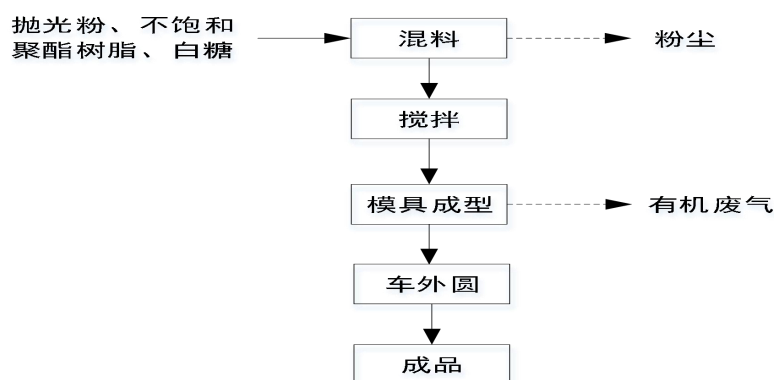 抛光粉、不饱和
聚酯树脂、白糖
混料
粉尘
搅拌
模具成型
有机废气
车外圆
成品